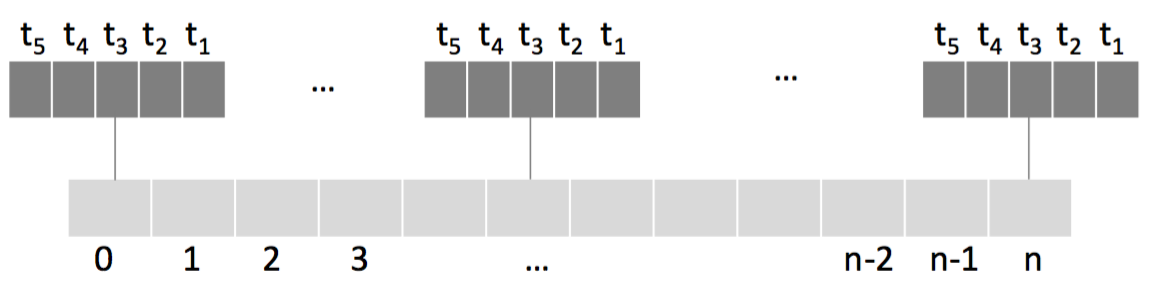 t₅ t₄ t₃ t₂ t₁ ... t₅ t₄ t₃ t₂ t₁ ... t₅ t₄ t₃ t₂ t₁
0 1 2 3 ... n-2 n-1 n